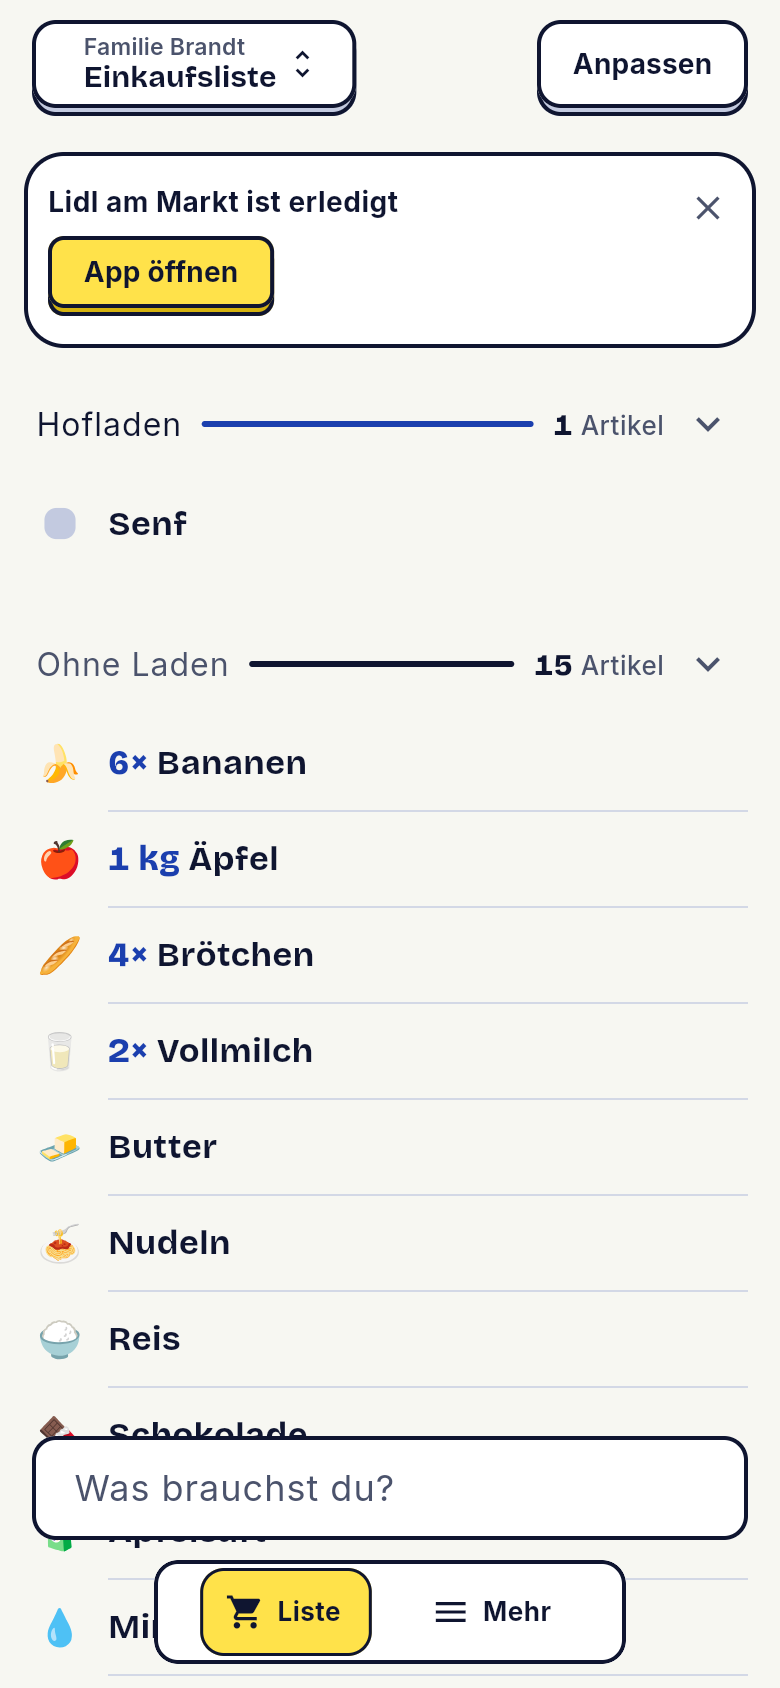 Familie Brandt
Einkaufsliste
Anpassen
Lidl am Markt ist erledigt
App öffnen
Hofladen 1 Artikel
Senf
Ohne Laden 15 Artikel
6× Bananen
1 kg Äpfel
4× Brötchen
2× Vollmilch
Butter
Nudeln
Reis
Schokolade
Was brauchst du?
Liste
Mehr